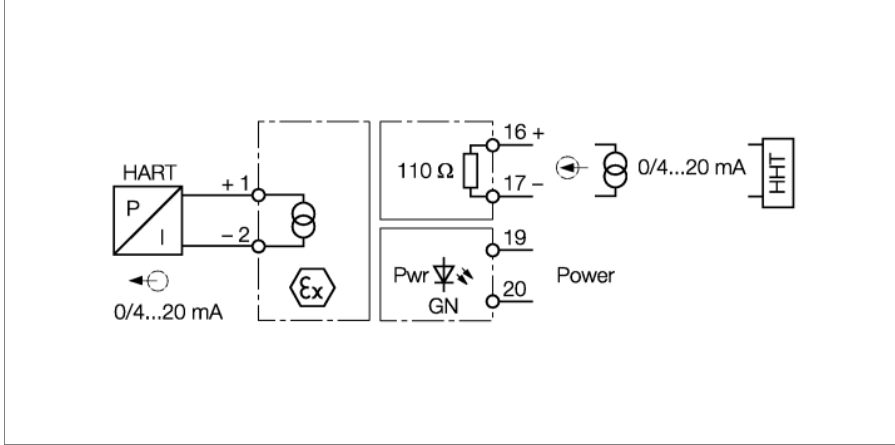 HART
P
I
+ 1
– 2
0/4...20 mA
Ɛx
110 Ω
16 +
17 –
0/4...20 mA
HHT
Pwr
GN
19
20
Power